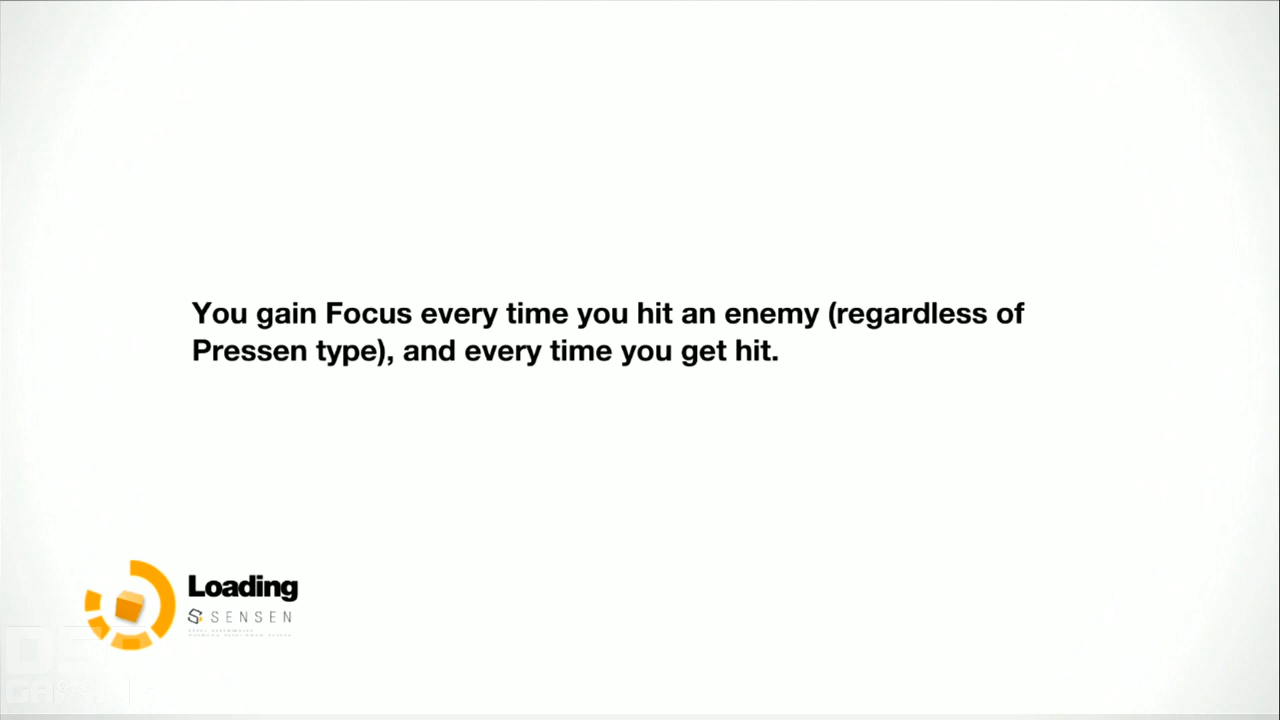 You gain Focus every time you hit an enemy (regardless of
Pressen type), and every time you get hit.
Loading
SENSEN